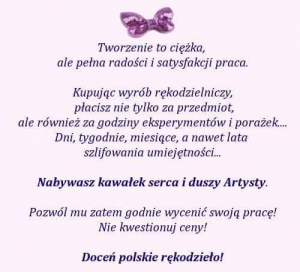 Tworzenie to ciężka,
ale pełna radości i satysfakcji praca.
Kupując wyrób rękodzielniczy,
płacisz nie tylko za przedmiot,
ale również za godziny eksperymentów i porażek....
Dni, tygodnie, miesiące, a nawet lata
szlifowania umiejętności...
Nabywasz kawałek serca i duszy Artysty.
Pozwól mu zatem godnie wycenić swoją pracę!
Nie kwestionuj ceny!
Doceń polskie rękodzieło!